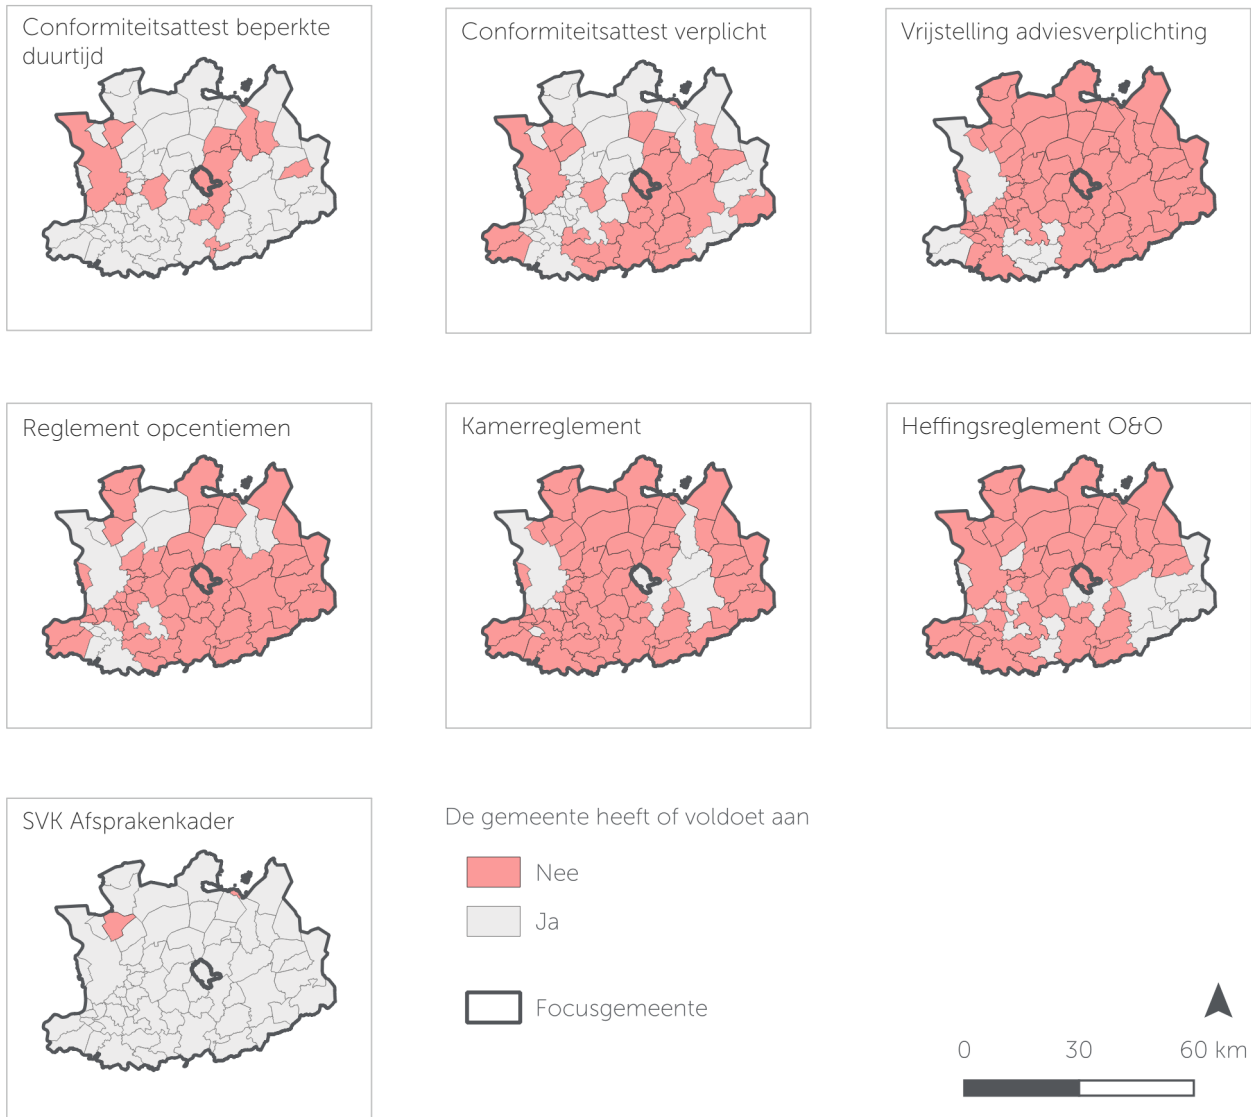 Conformiteitsattest beperkte
duurtijd
Conformiteitsattest verplicht
Vrijstelling adviesverplichting
Reglement opcentiemen
Kamerreglement
Heffingsreglement O&O
SVK Afsprakenkader
De gemeente heeft of voldoet aan
Nee
Ja
Focusgemeente
0 30 60 km